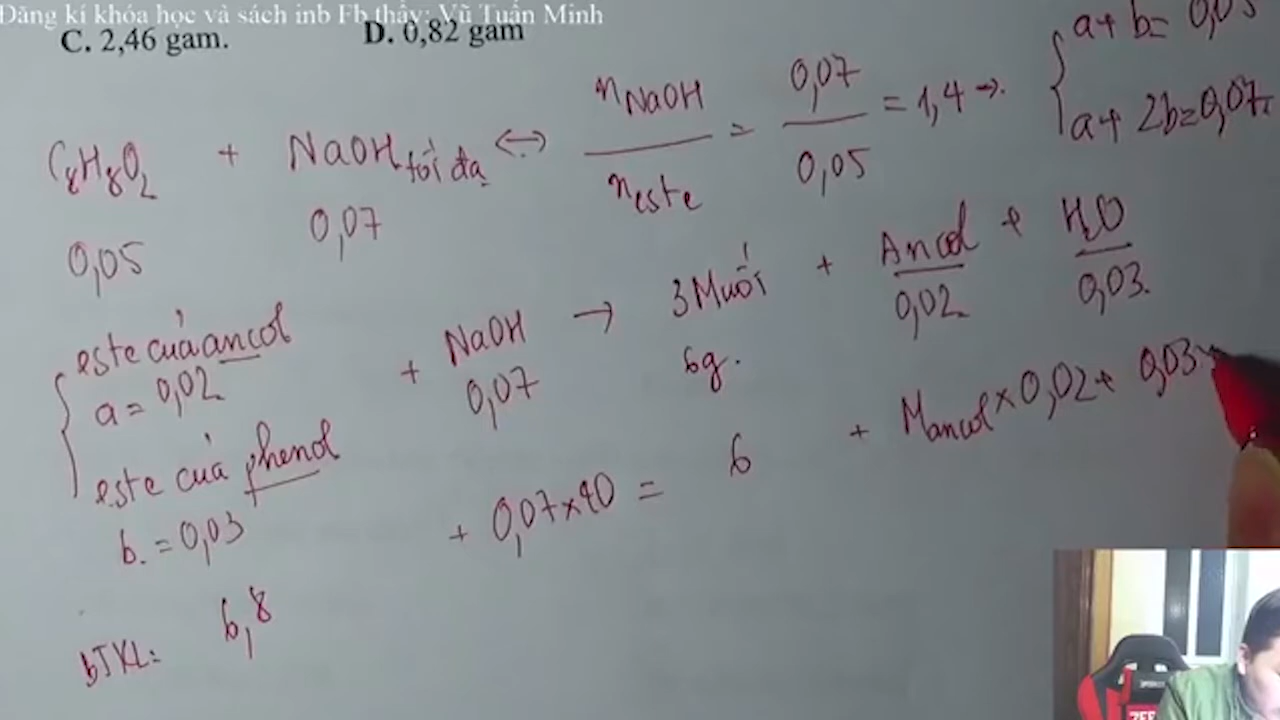 Đăng kí khóa học và sách inb Fb thầy: Vũ Tuấn Minh
C. 2,46 gam. D. 0,82 gam
C8H8O2 + NaOH tối đa <-> nNaOH / neste = 0,07 / 0,05 = 1,4 →
a + b = 0,05
a + 2b = 0,07
0,05 0,07
este của ancol + NaOH → 3 Muối + Ancol + H2O
a = 0,02 0,07 6g. 0,02 0,03.
este của phenol
b. = 0,03
BTKL: 6,8 + 0,07 × 40 = 6 + Mancol × 0,02 + 0,03 ×